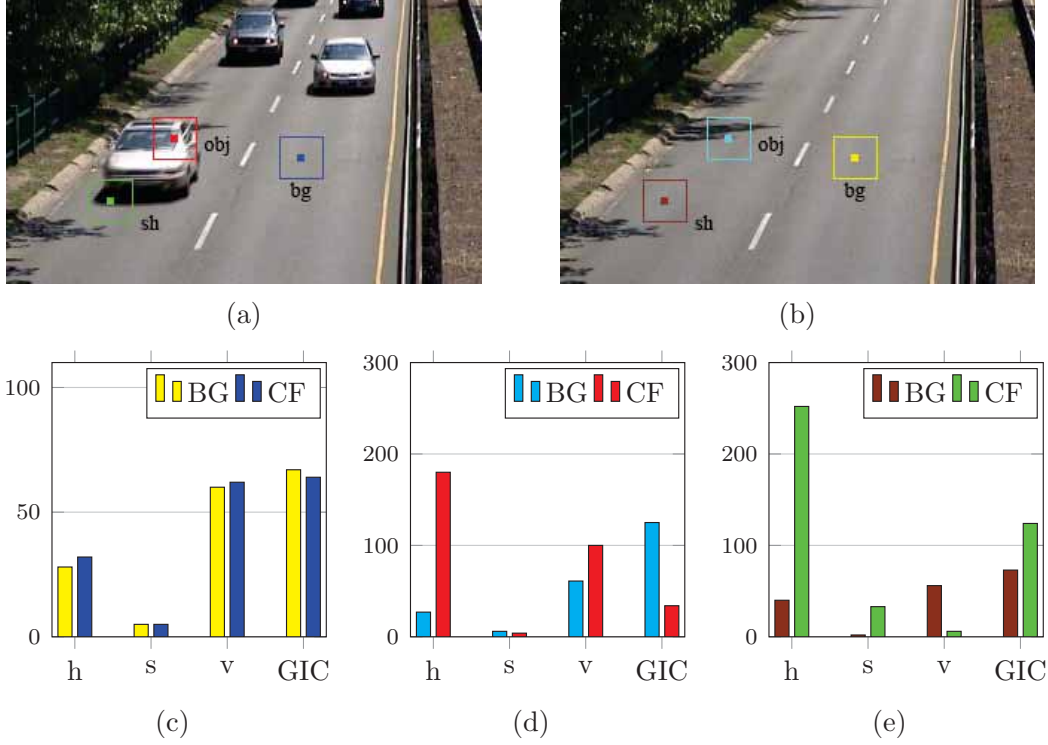 obj
bg
sh
obj
bg
sh
(a)
(b)
100
50
0
BG CF
h s v GIC
300
200
100
0
BG CF
h s v GIC
300
200
100
0
BG CF
h s v GIC
(c)
(d)
(e)